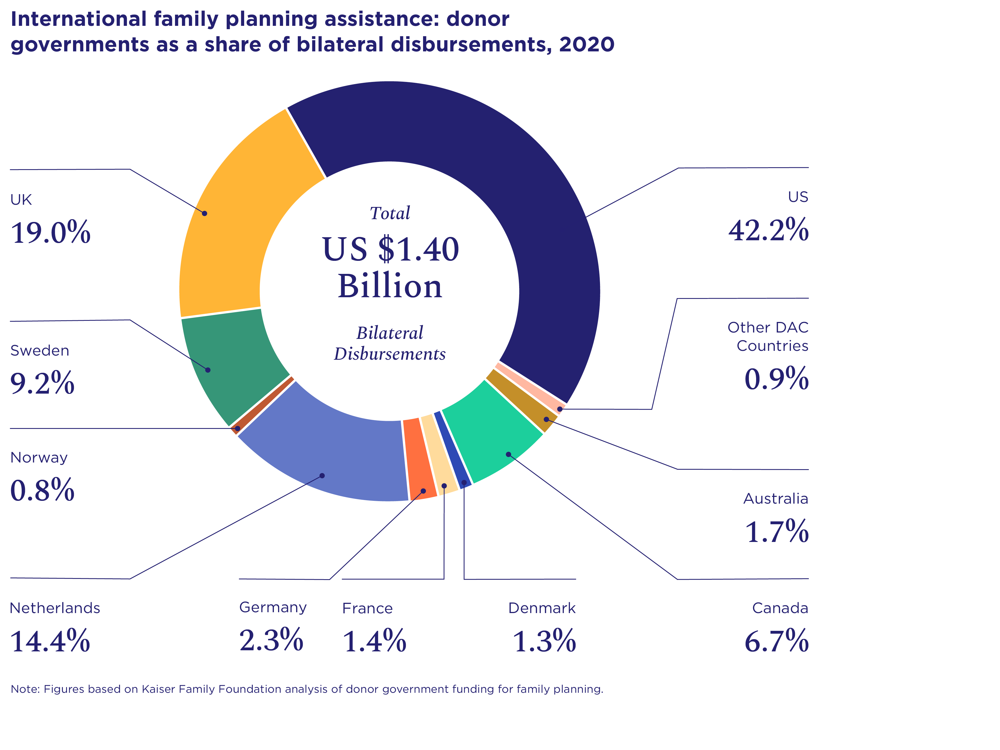 International family planning assistance: donor
governments as a share of bilateral disbursements, 2020
UK
19.0%
Sweden
9.2%
Norway
0.8%
Total
US $1.40
Billion
Bilateral
Disbursements
US
42.2%
Other DAC
Countries
0.9%
Australia
1.7%
Netherlands
14.4%
Germany
2.3%
France
1.4%
Denmark
1.3%
Canada
6.7%
Note: Figures based on Kaiser Family Foundation analysis of donor government funding for family planning.